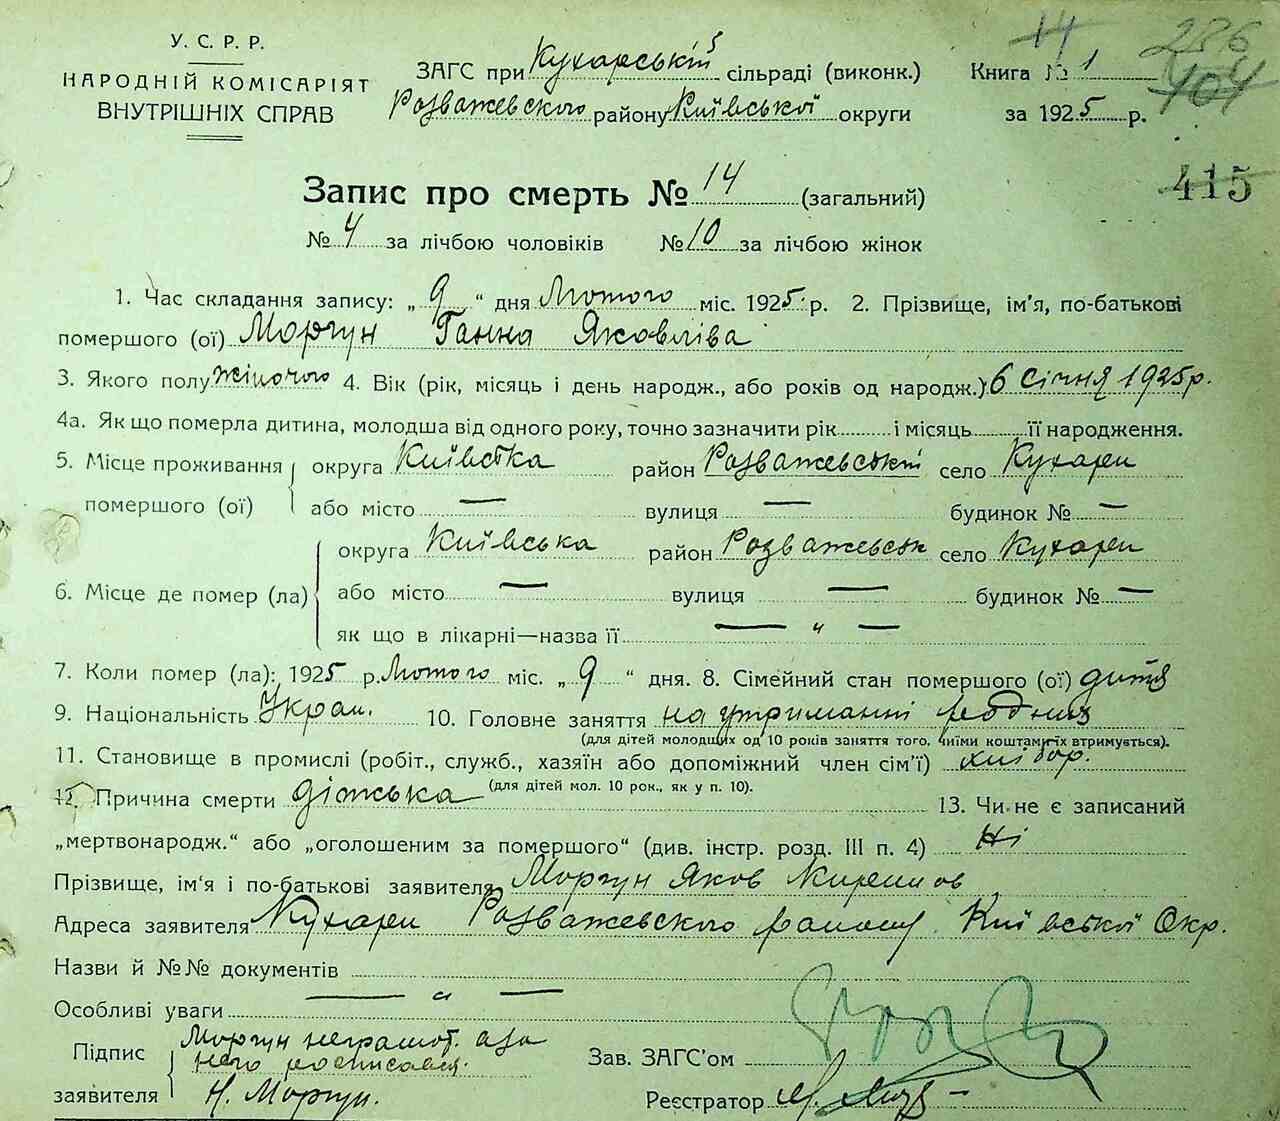 У. С. Р. Р.
НАРОДНІЙ КОМІСАРІЯТ
ВНУТРІШНІХ СПРАВ
ЗАГС при Кухарській сільраді (виконк.)
Розважевского району Київської округи
Книга № 1
за 1925 р.
14
286
404
415
Запис про смерть № 14 (загальний)
№ 4 за лічбою чоловіків № 10 за лічбою жінок
1. Час складання запису: „ 9 “ дня Лютого міс. 1925 р. 2. Прізвище, ім'я, по-батькові
помершого (ої) Моргун Ганна Яковліва
3. Якого полу жіночого 4. Вік (рік, місяць і день народж., або років од народж.) 6 Січня 1925 р.
4а. Як що померла дитина, молодша від одного року, точно зазначити рік і місяць її народження.
5. Місце проживання помершого (ої) округа Київська район Розважевській село Кухари
або місто — вулиця — будинок № —
6. Місце де помер (ла) округа Київська район Розважевськ село Кухари
або місто — вулиця — будинок № —
як що в лікарні—назва її — „ —
7. Коли помер (ла): 1925 р. Лютого міс. „ 9 “ дня. 8. Сімейний стан помершого (ої) дитя
9. Національність Украі. 10. Головне заняття на утриманні родних
(для дітей молодших од 10 років заняття того, чиїми коштами їх втримується).
11. Становище в промислі (робіт., служб., хазяїн або допоміжний член сім'ї) хлібор.
(для дітей мол. 10 рок., як у п. 10).
12. Причина смерти діжська 13. Чи не є записаний
„мертвонародж.“ або „оголошеним за помершого“ (див. інстр. розд. III п. 4) Ні
Прізвище, ім'я і по-батькові заявителя Моргун Яков Кирилов
Адреса заявителя Кухари Розважевского району Київської Окр.
Назви й №№ документів
Особливі уваги — „ —
Підпис заявителя Моргун неграмот. а за
него росписався
Н. Моргун.
Зав. ЗАГС'ом
Реєстратор